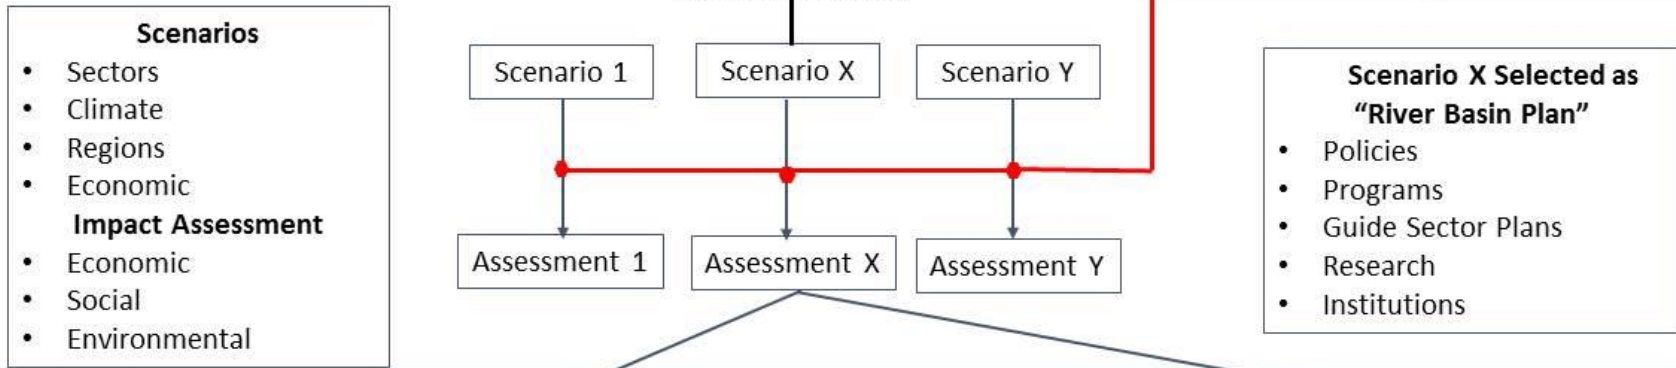 Scenarios
• Sectors
• Climate
• Regions
• Economic
Impact Assessment
• Economic
• Social
• Environmental
Scenario 1
Scenario X
Scenario Y
Assessment 1
Assessment X
Assessment Y
Scenario X Selected as
“River Basin Plan”
• Policies
• Programs
• Guide Sector Plans
• Research
• Institutions